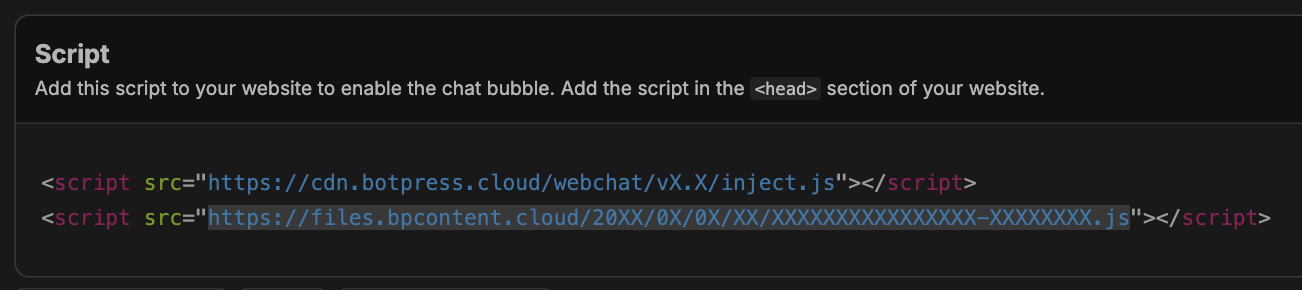 Script
Add this script to your website to enable the chat bubble. Add the script in the <head> section of your website.
<script src="https://cdn.botpress.cloud/webchat/vX.X/inject.js"></script>
<script src="https://files.bpcontent.cloud/20XX/0X/0X/XX/XXXXXXXXXXXXXXXX-XXXXXXXX.js"></script>